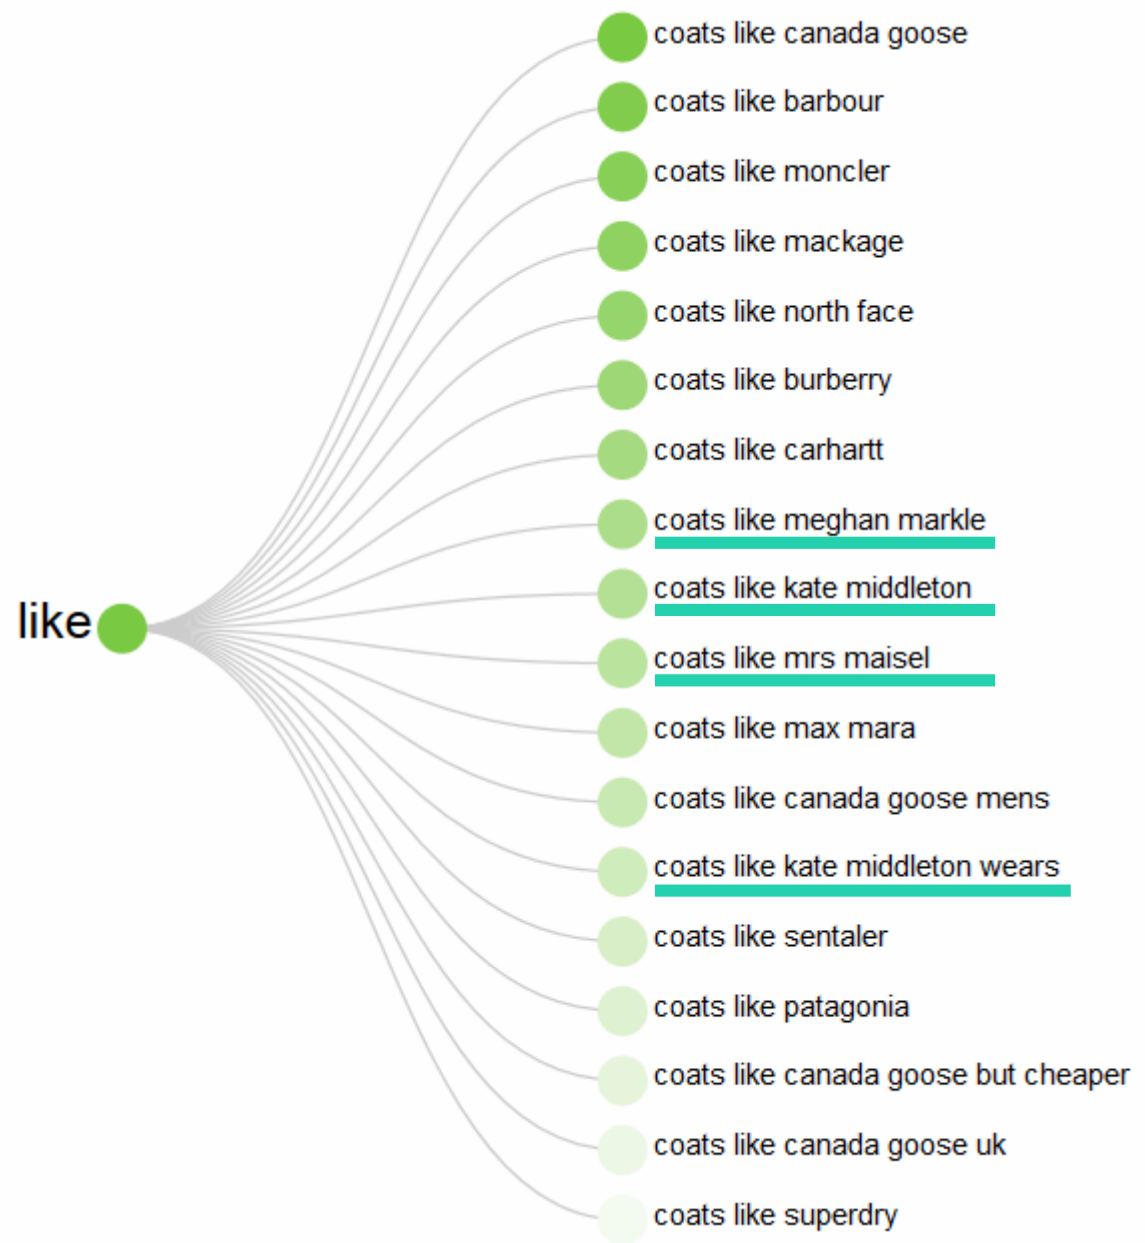 coats like canada goose
coats like barbour
coats like moncler
coats like mackage
coats like north face
coats like burberry
coats like carhartt
coats like meghan markle
coats like kate middleton
like
coats like mrs maisel
coats like max mara
coats like canada goose mens
coats like kate middleton wears
coats like sentaler
coats like patagonia
coats like canada goose but cheaper
coats like canada goose uk
coats like superdry